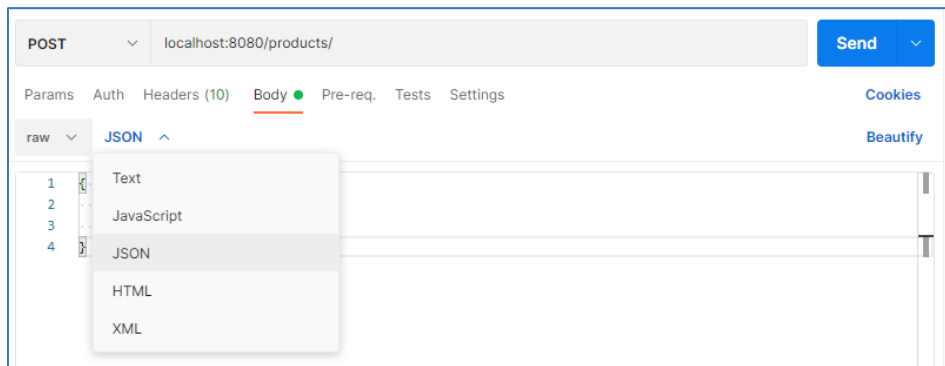 POST localhost:8080/products/ Send
Params Auth Headers (10) Body Pre-req. Tests Settings Cookies
raw JSON Beautify
Text
JavaScript
JSON
HTML
XML
1 {
2
3
4 }